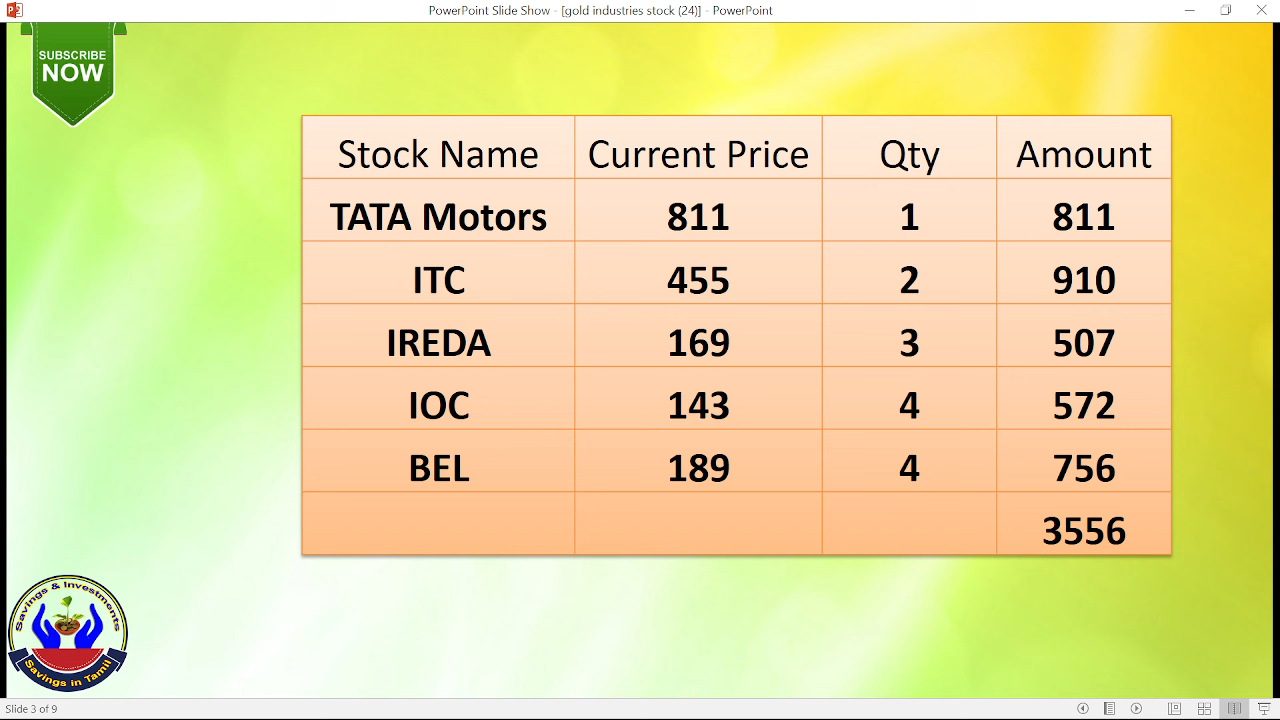 PowerPoint Slide Show - [gold industries stock (24)] - PowerPoint
SUBSCRIBE
NOW
Stock Name Current Price Qty Amount
TATA Motors 811 1 811
ITC 455 2 910
IREDA 169 3 507
IOC 143 4 572
BEL 189 4 756
3556
Savings & Investments
Savings in Tamil
Slide 3 of 9